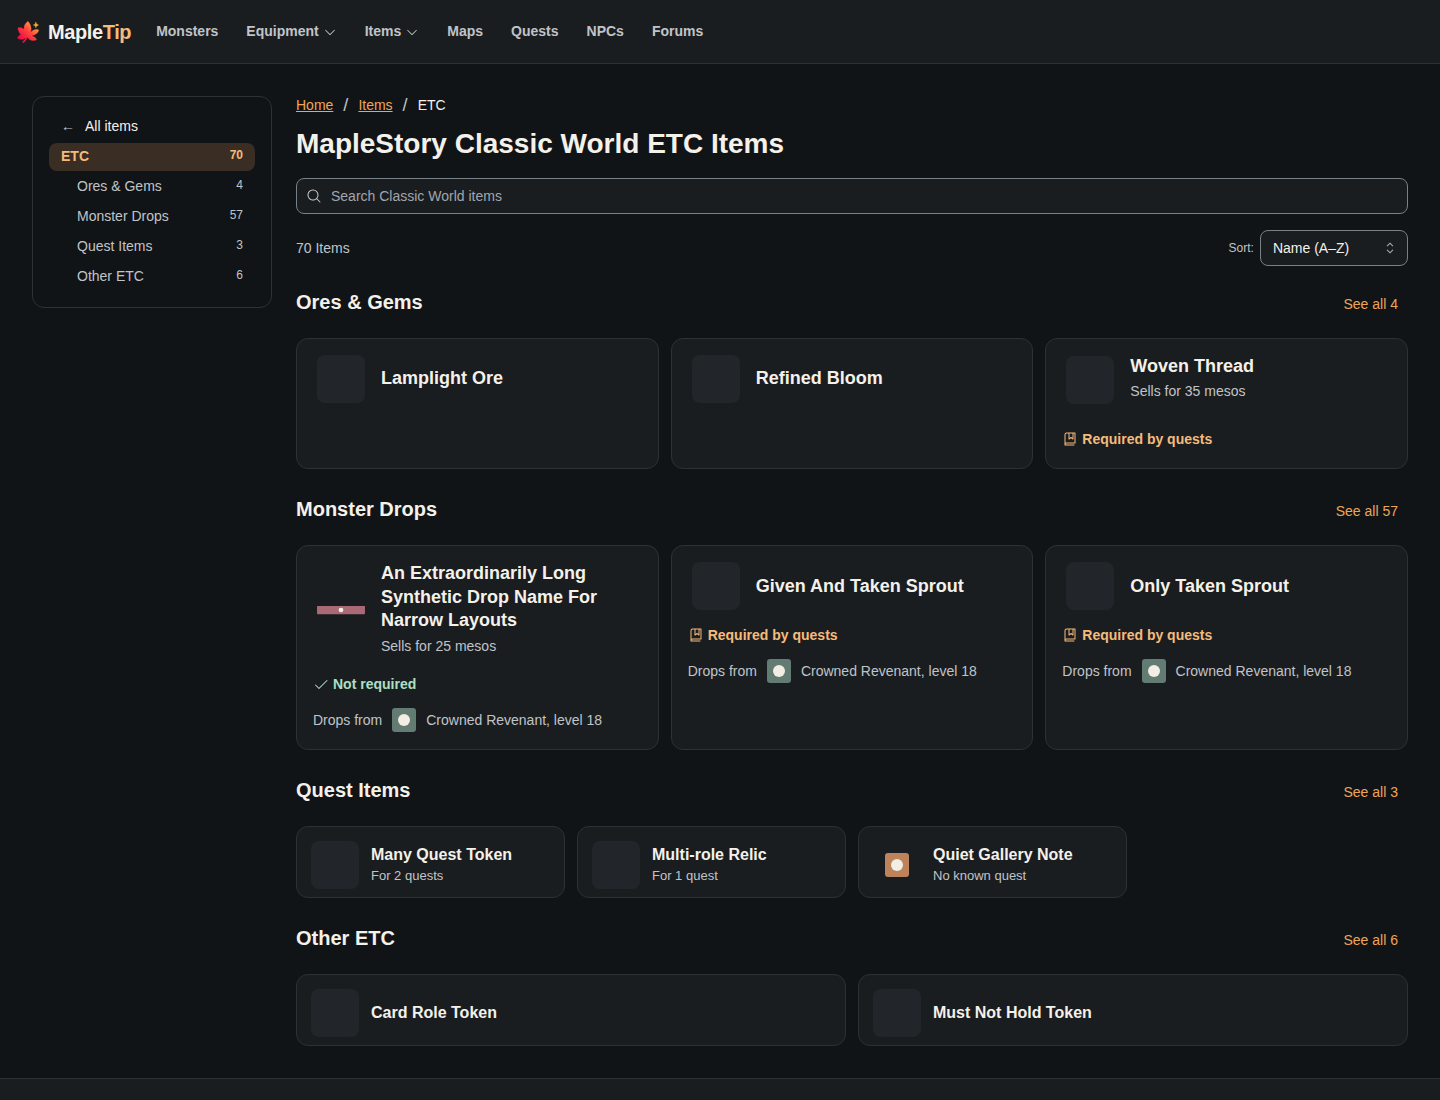 MapleTip
Monsters
Equipment
Items
Maps
Quests
NPCs
Forums
← All items
ETC 70
Ores & Gems 4
Monster Drops 57
Quest Items 3
Other ETC 6
Home / Items / ETC
MapleStory Classic World ETC Items
Search Classic World items
70 Items
Sort: Name (A–Z)
Ores & Gems
See all 4
Lamplight Ore
Refined Bloom
Woven Thread
Sells for 35 mesos
Required by quests
Monster Drops
See all 57
An Extraordinarily Long
Synthetic Drop Name For
Narrow Layouts
Sells for 25 mesos
Not required
Drops from Crowned Revenant, level 18
Given And Taken Sprout
Required by quests
Drops from Crowned Revenant, level 18
Only Taken Sprout
Required by quests
Drops from Crowned Revenant, level 18
Quest Items
See all 3
Many Quest Token
For 2 quests
Multi-role Relic
For 1 quest
Quiet Gallery Note
No known quest
Other ETC
See all 6
Card Role Token
Must Not Hold Token